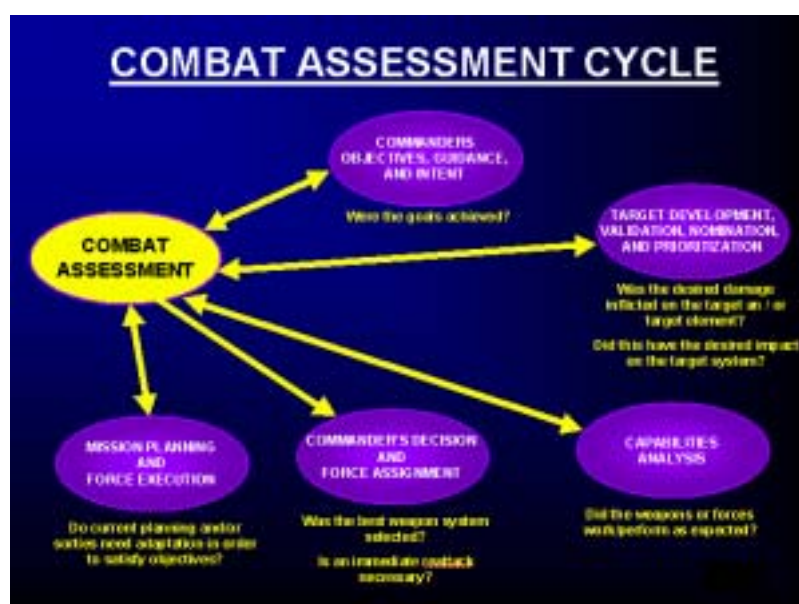 COMBAT ASSESSMENT CYCLE
COMMANDERS
OBJECTIVES, GUIDANCE,
AND INTENT
Were the goals achieved?
TARGET DEVELOPMENT,
VALIDATION, NOMINATION,
AND PRIORITIZATION
Was the desired damage
inflicted on the target an / or
target element?
Did this have the desired impact
on the target system?
COMBAT
ASSESSMENT
MISSION PLANNING
AND
FORCE EXECUTION
Do current planning and/or
sorties need adaptation in order
to satisfy objectives?
COMMANDER'S DECISION
AND
FORCE ASSIGNMENT
Was the best weapon system
selected?
Is an immediate reattack
necessary?
CAPABILITIES
ANALYSIS
Did the weapons or forces
work/perform as expected?